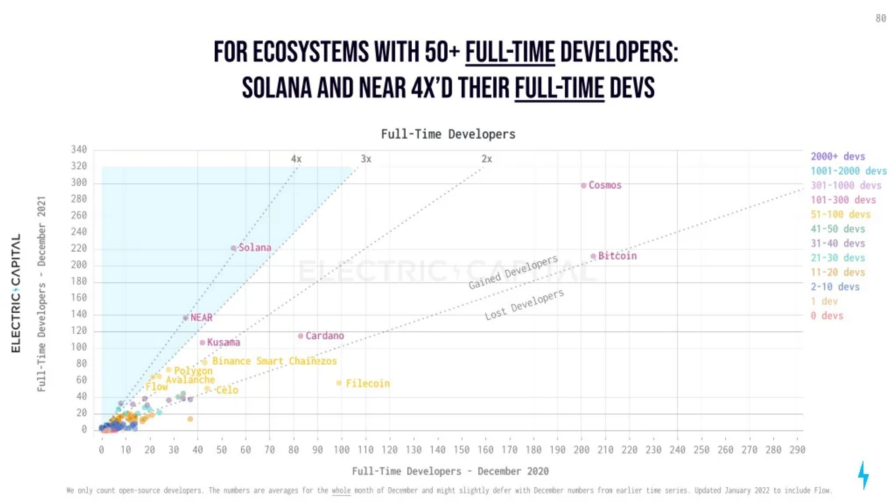 80
FOR ECOSYSTEMS WITH 50+ FULL-TIME DEVELOPERS:
SOLANA AND NEAR 4X'D THEIR FULL-TIME DEVS
Full-Time Developers
340
320
300
280
260
240
220
200
180
160
140
120
100
80
60
40
20
0
4x
3x
2x
Cosmos
Solana
Bitcoin
ELECTRIC CAPITAL
Gained Developers
Lost Developers
NEAR
Kusama
Cardano
Binance Smart Chain
ezos
Polygon
Avalanche
Flow
Celo
Filecoin
2000+ devs
1001-2000 devs
301-1000 devs
101-300 devs
51-100 devs
41-50 devs
31-40 devs
21-30 devs
11-20 devs
2-10 devs
1 dev
0 devs
ELECTRIC CAPITAL
Full-Time Developers - December 2021
0 10 20 30 40 50 60 70 80 90 100 110 120 130 140 150 160 170 180 190 200 210 220 230 240 250 260 270 280 290
Full-Time Developers - December 2020
We only count open-source developers. The numbers are averages for the whole month of December and might slightly defer with December numbers from earlier time series. Updated January 2022 to include Flow.